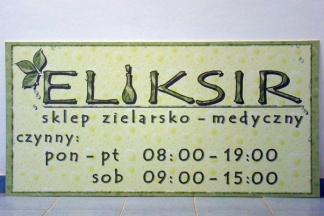 ELIKSIR
sklep zielarsko - medyczny
czynny:
pon - pt 08:00 - 19:00
sob 09:00 - 15:00